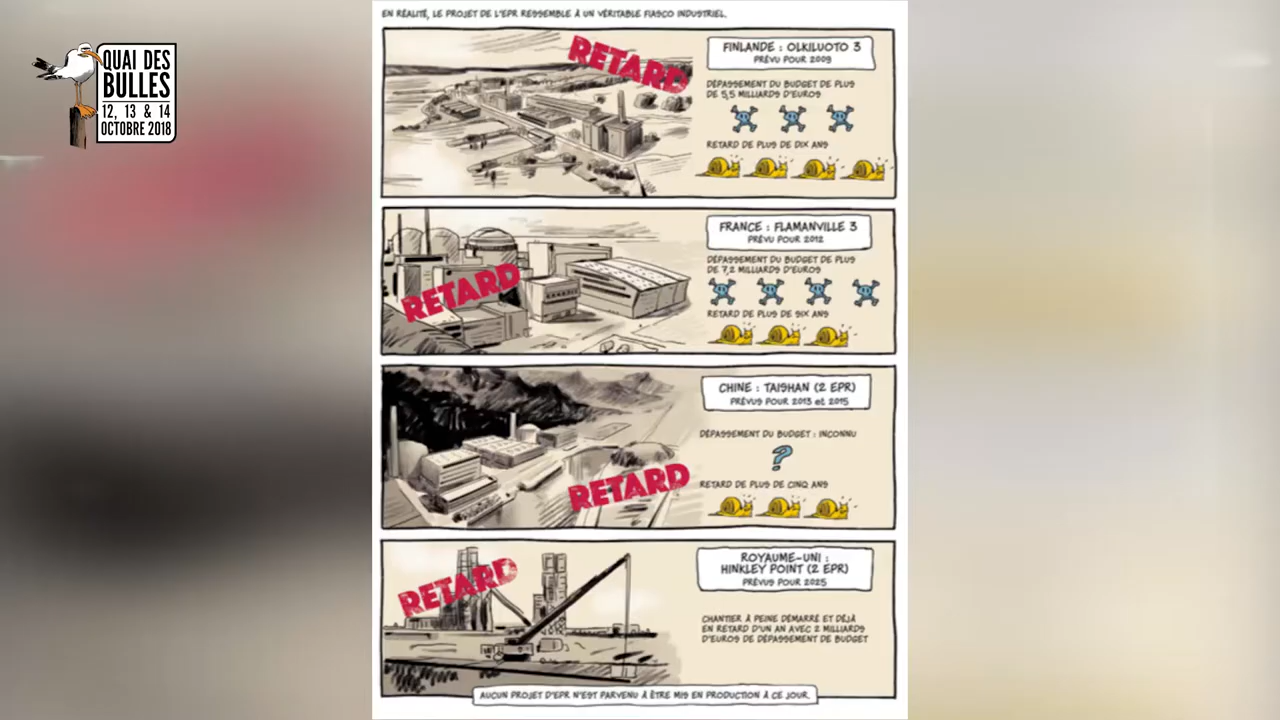 QUAI DES
BULLES
12, 13 & 14
OCTOBRE 2018
EN RÉALITÉ, LE PROJET DE L'EPR RESSEMBLE À UN VÉRITABLE FIASCO INDUSTRIEL.
RETARD
FINLANDE : OLKILUOTO 3
PRÉVU POUR 2009
DÉPASSEMENT DU BUDGET DE PLUS
DE 5,5 MILLIARDS D'EUROS
RETARD DE PLUS DE DIX ANS
RETARD
FRANCE : FLAMANVILLE 3
PRÉVU POUR 2012
DÉPASSEMENT DU BUDGET DE PLUS
DE 7,2 MILLIARDS D'EUROS
RETARD DE PLUS DE SIX ANS
CHINE : TAISHAN (2 EPR)
PRÉVUS POUR 2013 et 2015
DÉPASSEMENT DU BUDGET : INCONNU
?
RETARD
RETARD DE PLUS DE CINQ ANS
RETARD
ROYAUME-UNI :
HINKLEY POINT (2 EPR)
PRÉVUS POUR 2025
CHANTIER À PEINE DÉMARRÉ ET DÉJÀ
EN RETARD D'UN AN AVEC 2 MILLIARDS
D'EUROS DE DÉPASSEMENT DE BUDGET
AUCUN PROJET D'EPR N'EST PARVENU À ÊTRE MIS EN PRODUCTION À CE JOUR.